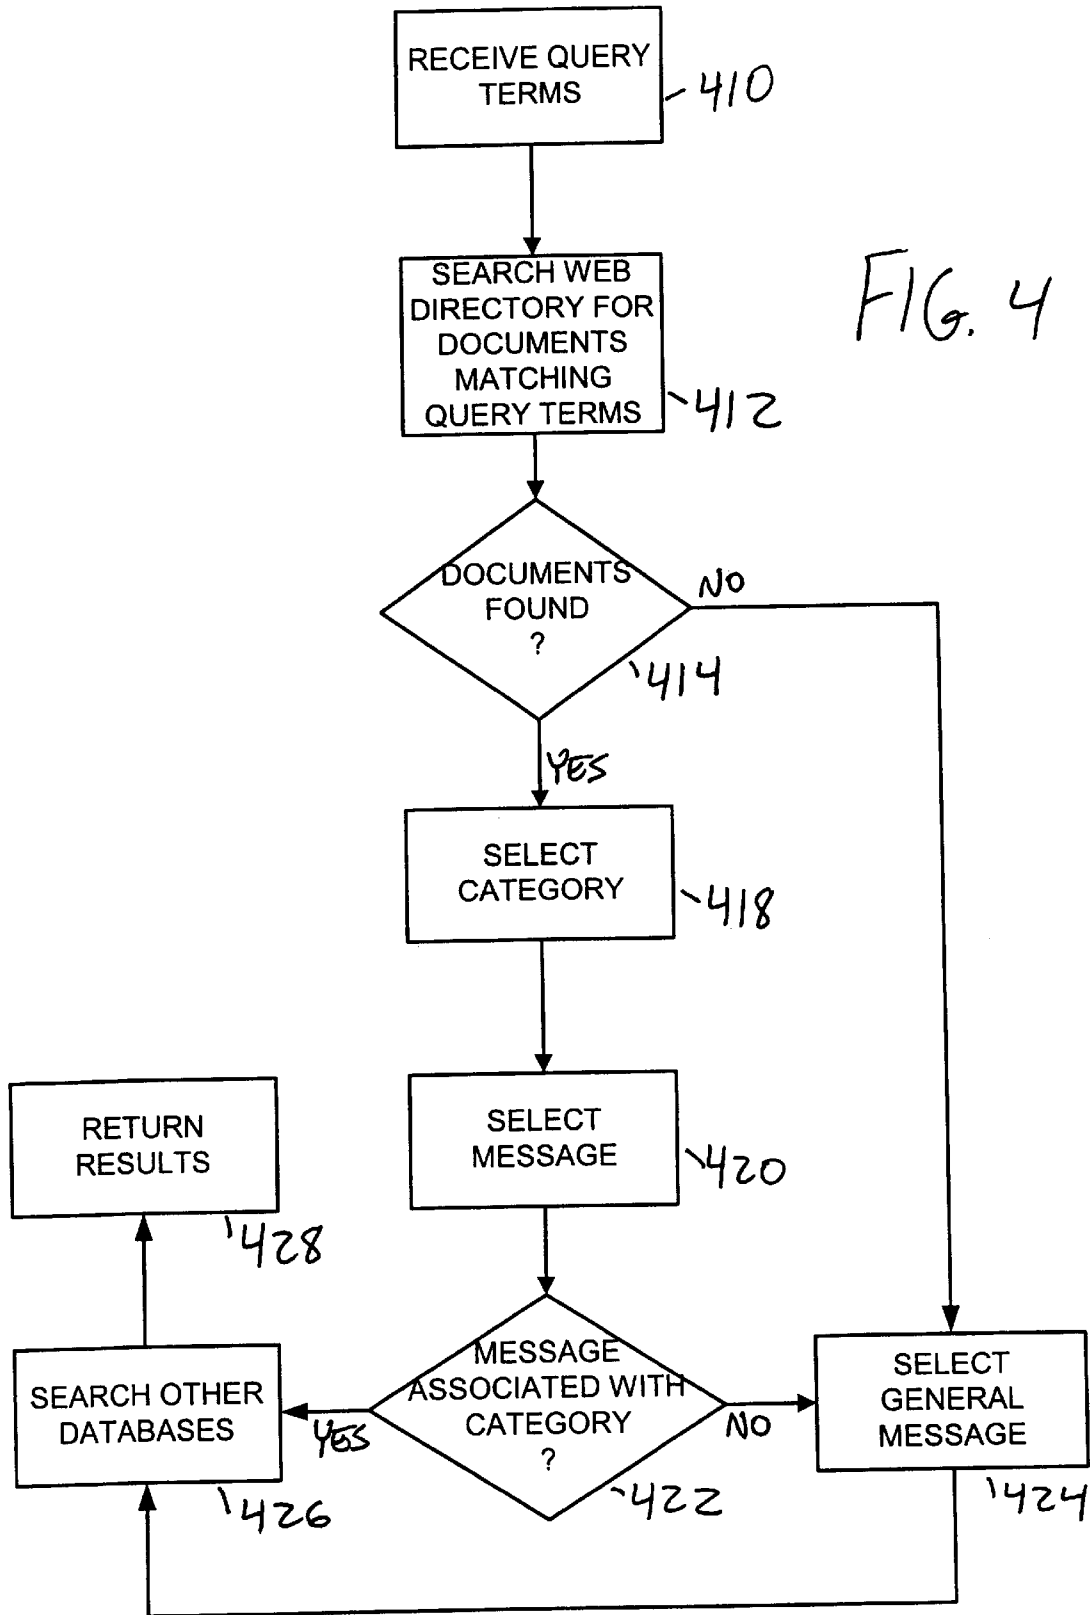 RECEIVE QUERY
TERMS
410
SEARCH WEB
DIRECTORY FOR
DOCUMENTS
MATCHING
QUERY TERMS
412
FIG. 4
DOCUMENTS
FOUND
?
NO
414
YES
SELECT
CATEGORY
418
SELECT
MESSAGE
420
RETURN
RESULTS
428
MESSAGE
ASSOCIATED WITH
CATEGORY
?
YES
NO
422
SEARCH OTHER
DATABASES
426
SELECT
GENERAL
MESSAGE
424